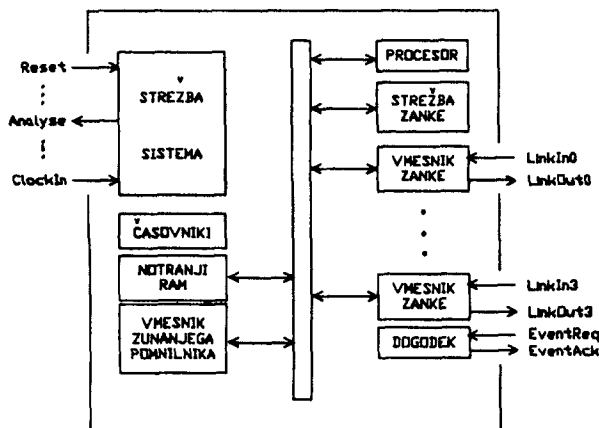 Reset
Analyse
ClockIn
STREŽBA
SISTEMA
ČASOVNIKI
NOTRANJI
RAM
VMESNIK
ZUNANJEGA
POMNILNIKA
PROCESOR
STREŽBA
ZANKE
VMESNIK
ZANKE
LinkIn0
LinkOut0
VMESNIK
ZANKE
LinkIn3
LinkOut3
DOGODEK
EventReq
EventAck